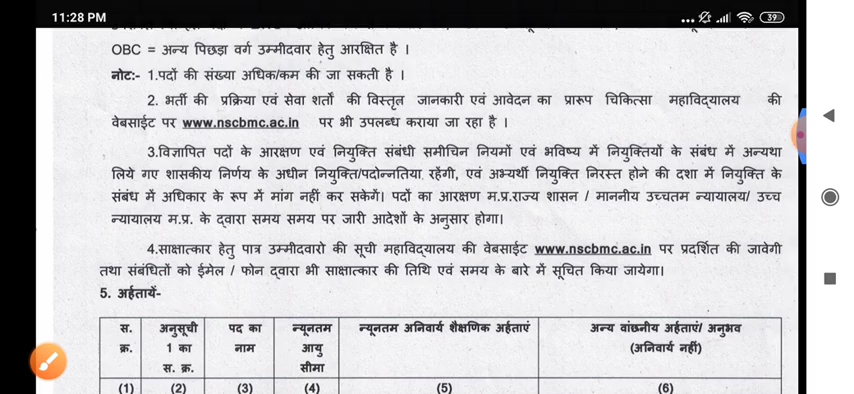 11:28 PM
39
OBC = अन्य पिछड़ा वर्ग उम्मीदवार हेतु आरक्षित है ।
नोटः- 1.पदों की संख्या अधिक/कम की जा सकती है ।
2. भर्ती की प्रक्रिया एवं सेवा शर्तों की विस्तृत जानकारी एवं आवेदन का प्रारूप चिकित्सा महाविद्यालय की
वेबसाईट पर www.nscbmc.ac.in पर भी उपलब्ध कराया जा रहा है ।
3.विज्ञापित पदों के आरक्षण एवं नियुक्ति संबंधी समीचिन नियमों एवं भविष्य में नियुक्तियों के संबंध में अन्यथा
लिये गए शासकीय निर्णय के अधीन नियुक्ति/पदोन्नतिया रहेंगी, एवं अभ्यर्थी नियुक्ति निरस्त होने की दशा में नियुक्ति के
संबंध में अधिकार के रूप में मांग नहीं कर सकेगें। पदों का आरक्षण म.प्र.राज्य शासन / माननीय उच्चतम न्यायालय/ उच्च
न्यायालय म.प्र. के द्वारा समय समय पर जारी आदेशों के अनुसार होगा।
4.साक्षात्कार हेतु पात्र उम्मीदवारो की सूची महाविद्यालय की वेबसाईट www.nscbmc.ac.in पर प्रदर्शित की जावेगी
तथा संबंधितों को ईमेल / फोन द्वारा भी साक्षात्कार की तिथि एवं समय के बारे में सूचित किया जायेगा।
5. अर्हतायें-
स. अनुसूची पद का न्यूनतम न्यूनतम अनिवार्य शैक्षणिक अर्हताएं अन्य वांछनीय अर्हताएं/ अनुभव
क्र. 1 का नाम आयु (अनिवार्य नहीं)
स. क्र. सीमा
(1) (2) (3) (4) (5) (6)